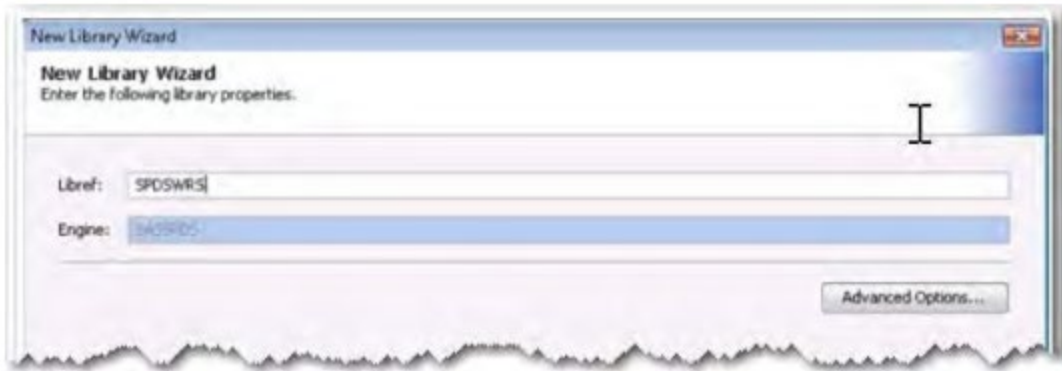 New Library Wizard
New Library Wizard
Enter the following library properties.
Libref: SPDSWRS
Engine:
Advanced Options...